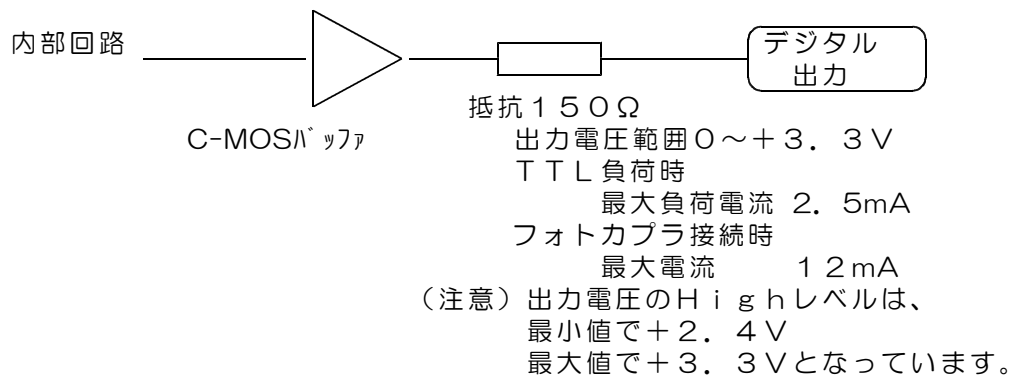 内部回路
デジタル
出力
抵抗１５０Ω
C-MOSﾊﾞｯﾌｧ
出力電圧範囲０～＋３．３V
ＴＴＬ負荷時
最大負荷電流 ２．５mA
フォトカプラ接続時
最大電流　　１２mA
（注意）出力電圧のＨｉｇｈレベルは、
最小値で＋２．４V
最大値で＋３．３Vとなっています。